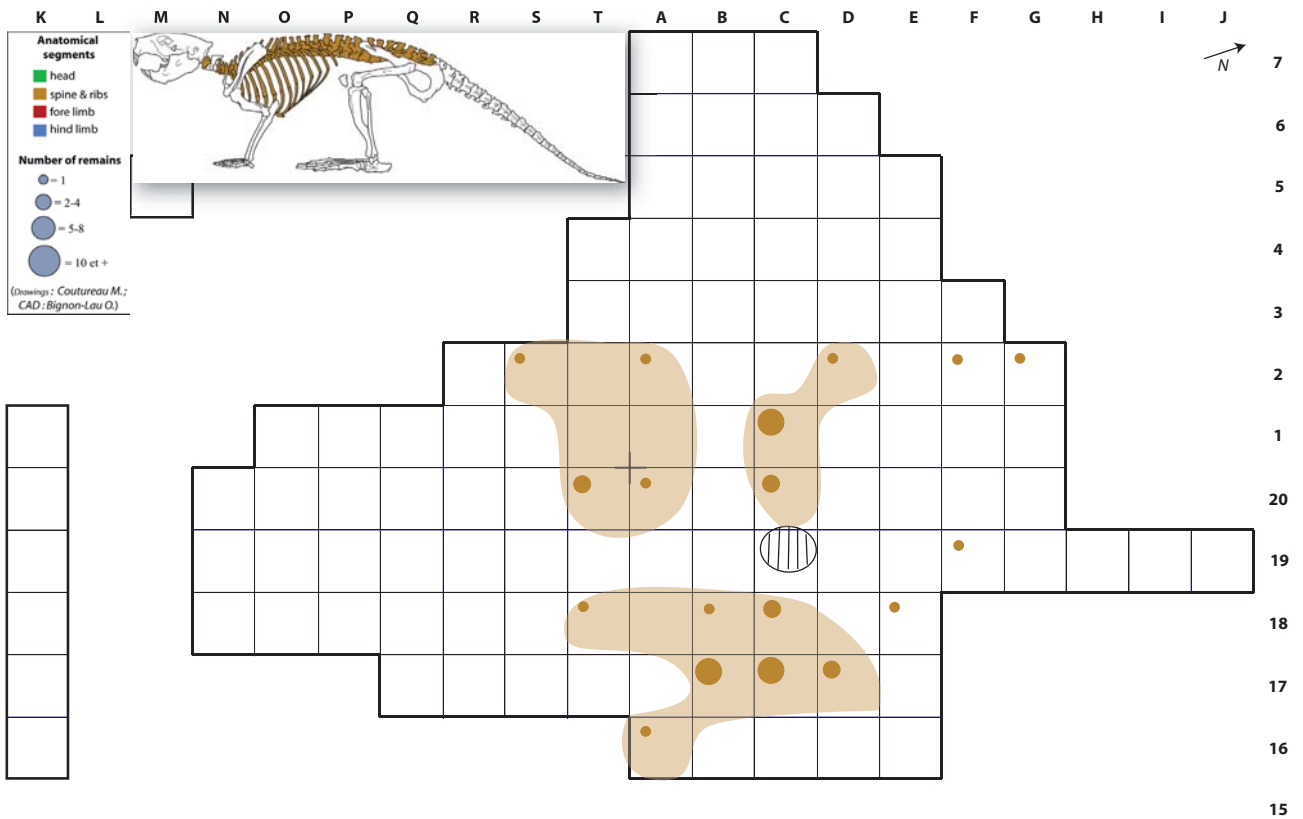 K L M N O P Q R S T A B C D E F G H I J
Anatomical
segments
head
spine & ribs
fore limb
hind limb
Number of remains
= 1
= 2-4
= 5-8
= 10 et +
(Drawings : Coutureau M. ;
CAD : Bignon-Lau O.)
N
7
6
5
4
3
2
1
20
19
18
17
16
15